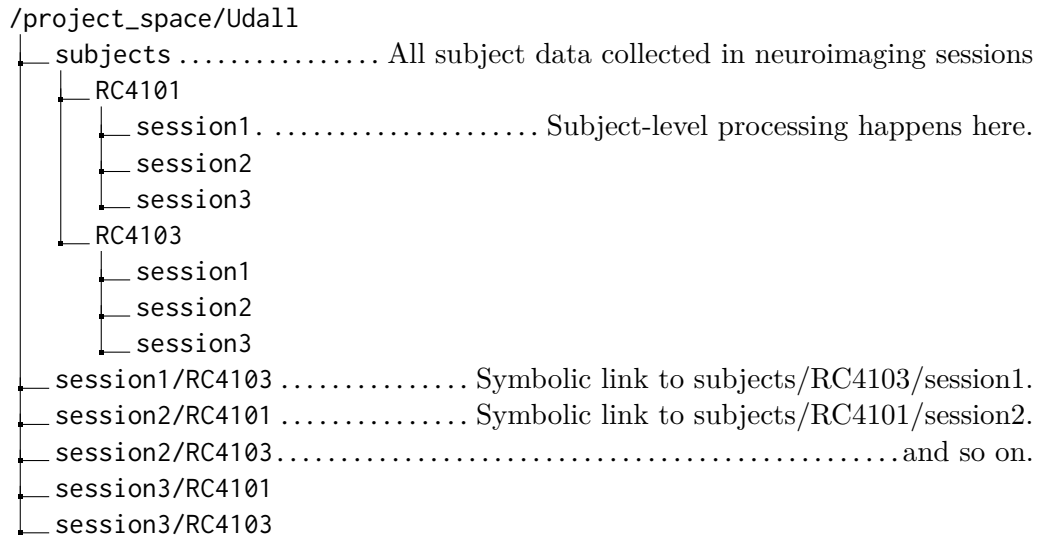 /project_space/Udall
subjects ................ All subject data collected in neuroimaging sessions
RC4101
session1. ..................... Subject-level processing happens here.
session2
session3
RC4103
session1
session2
session3
session1/RC4103 ............... Symbolic link to subjects/RC4103/session1.
session2/RC4101 ............... Symbolic link to subjects/RC4101/session2.
session2/RC4103................................................and so on.
session3/RC4101
session3/RC4103